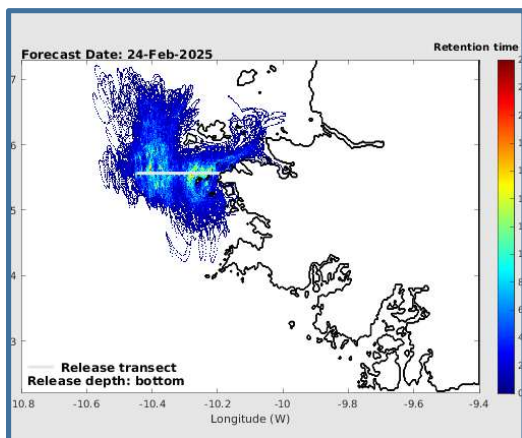 Forecast Date: 24-Feb-2025
Retention time
7
6
5
4
3
Release transect
Release depth: bottom
-10.8
-10.6
-10.4
-10.2
-10
-9.8
-9.6
-9.4
Longitude (W)